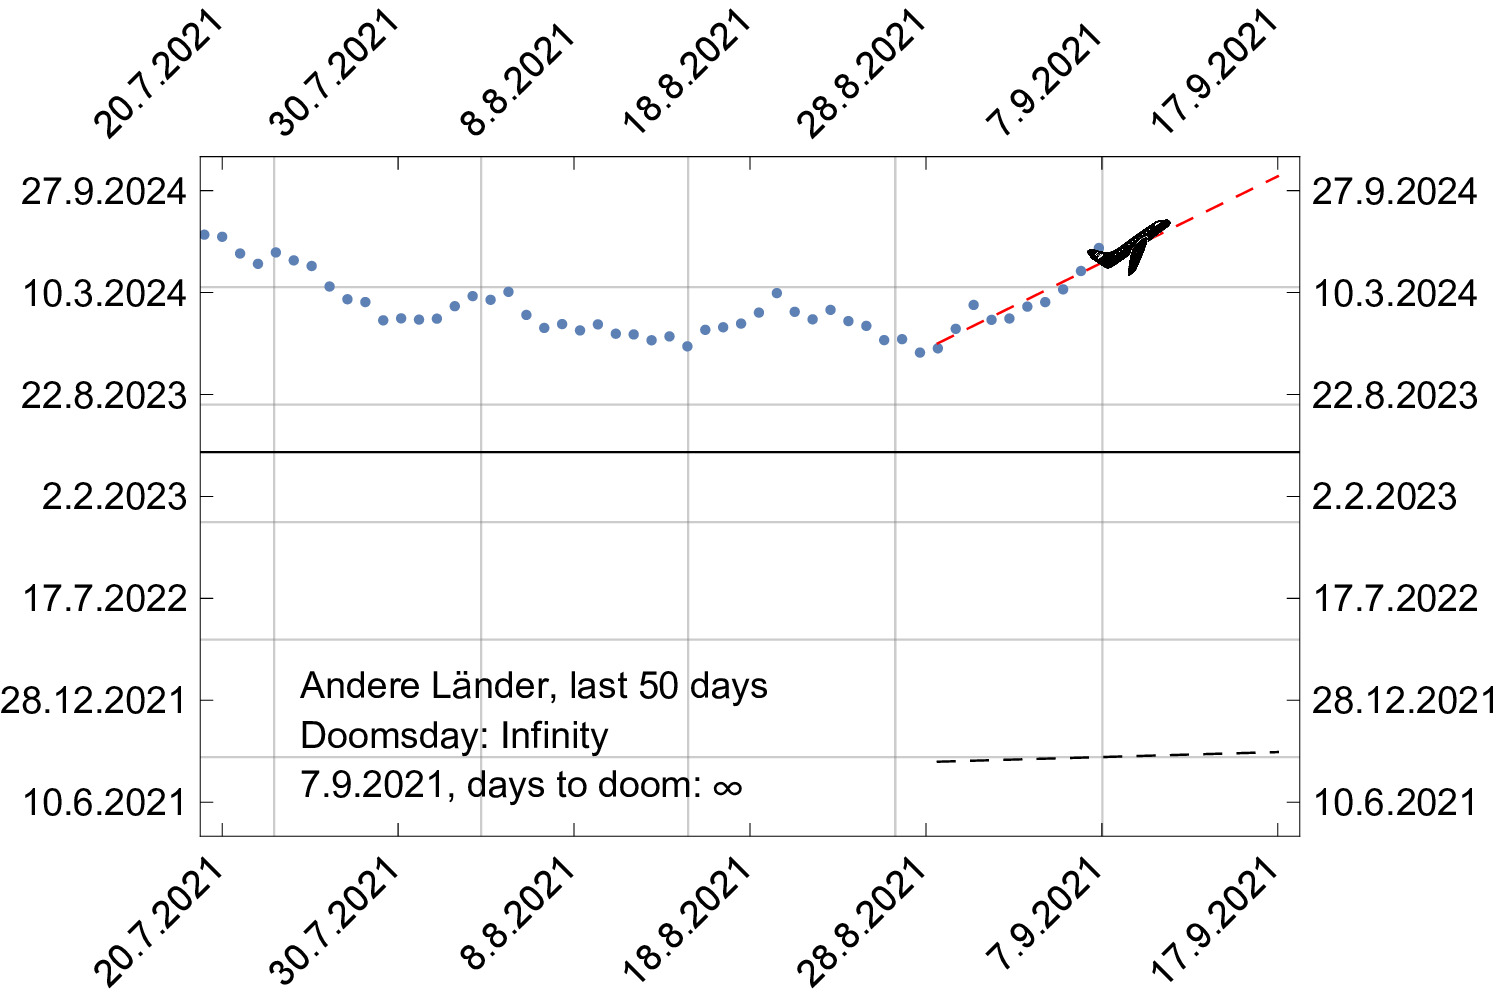 20.7.2021 30.7.2021 8.8.2021 18.8.2021 28.8.2021 7.9.2021 17.9.2021
27.9.2024 27.9.2024
10.3.2024 10.3.2024
22.8.2023 22.8.2023
2.2.2023 2.2.2023
17.7.2022 17.7.2022
Andere Länder, last 50 days
28.12.2021 28.12.2021
Doomsday: Infinity
7.9.2021, days to doom: ∞
10.6.2021 10.6.2021
20.7.2021 30.7.2021 8.8.2021 18.8.2021 28.8.2021 7.9.2021 17.9.2021